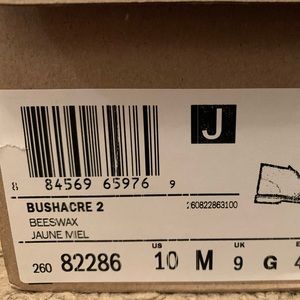 J
8 84569 65976 9
BUSHACRE 2
BEESWAX
JAUNE MIEL
260822863100
US UK
260 82286 10 M 9 G 4